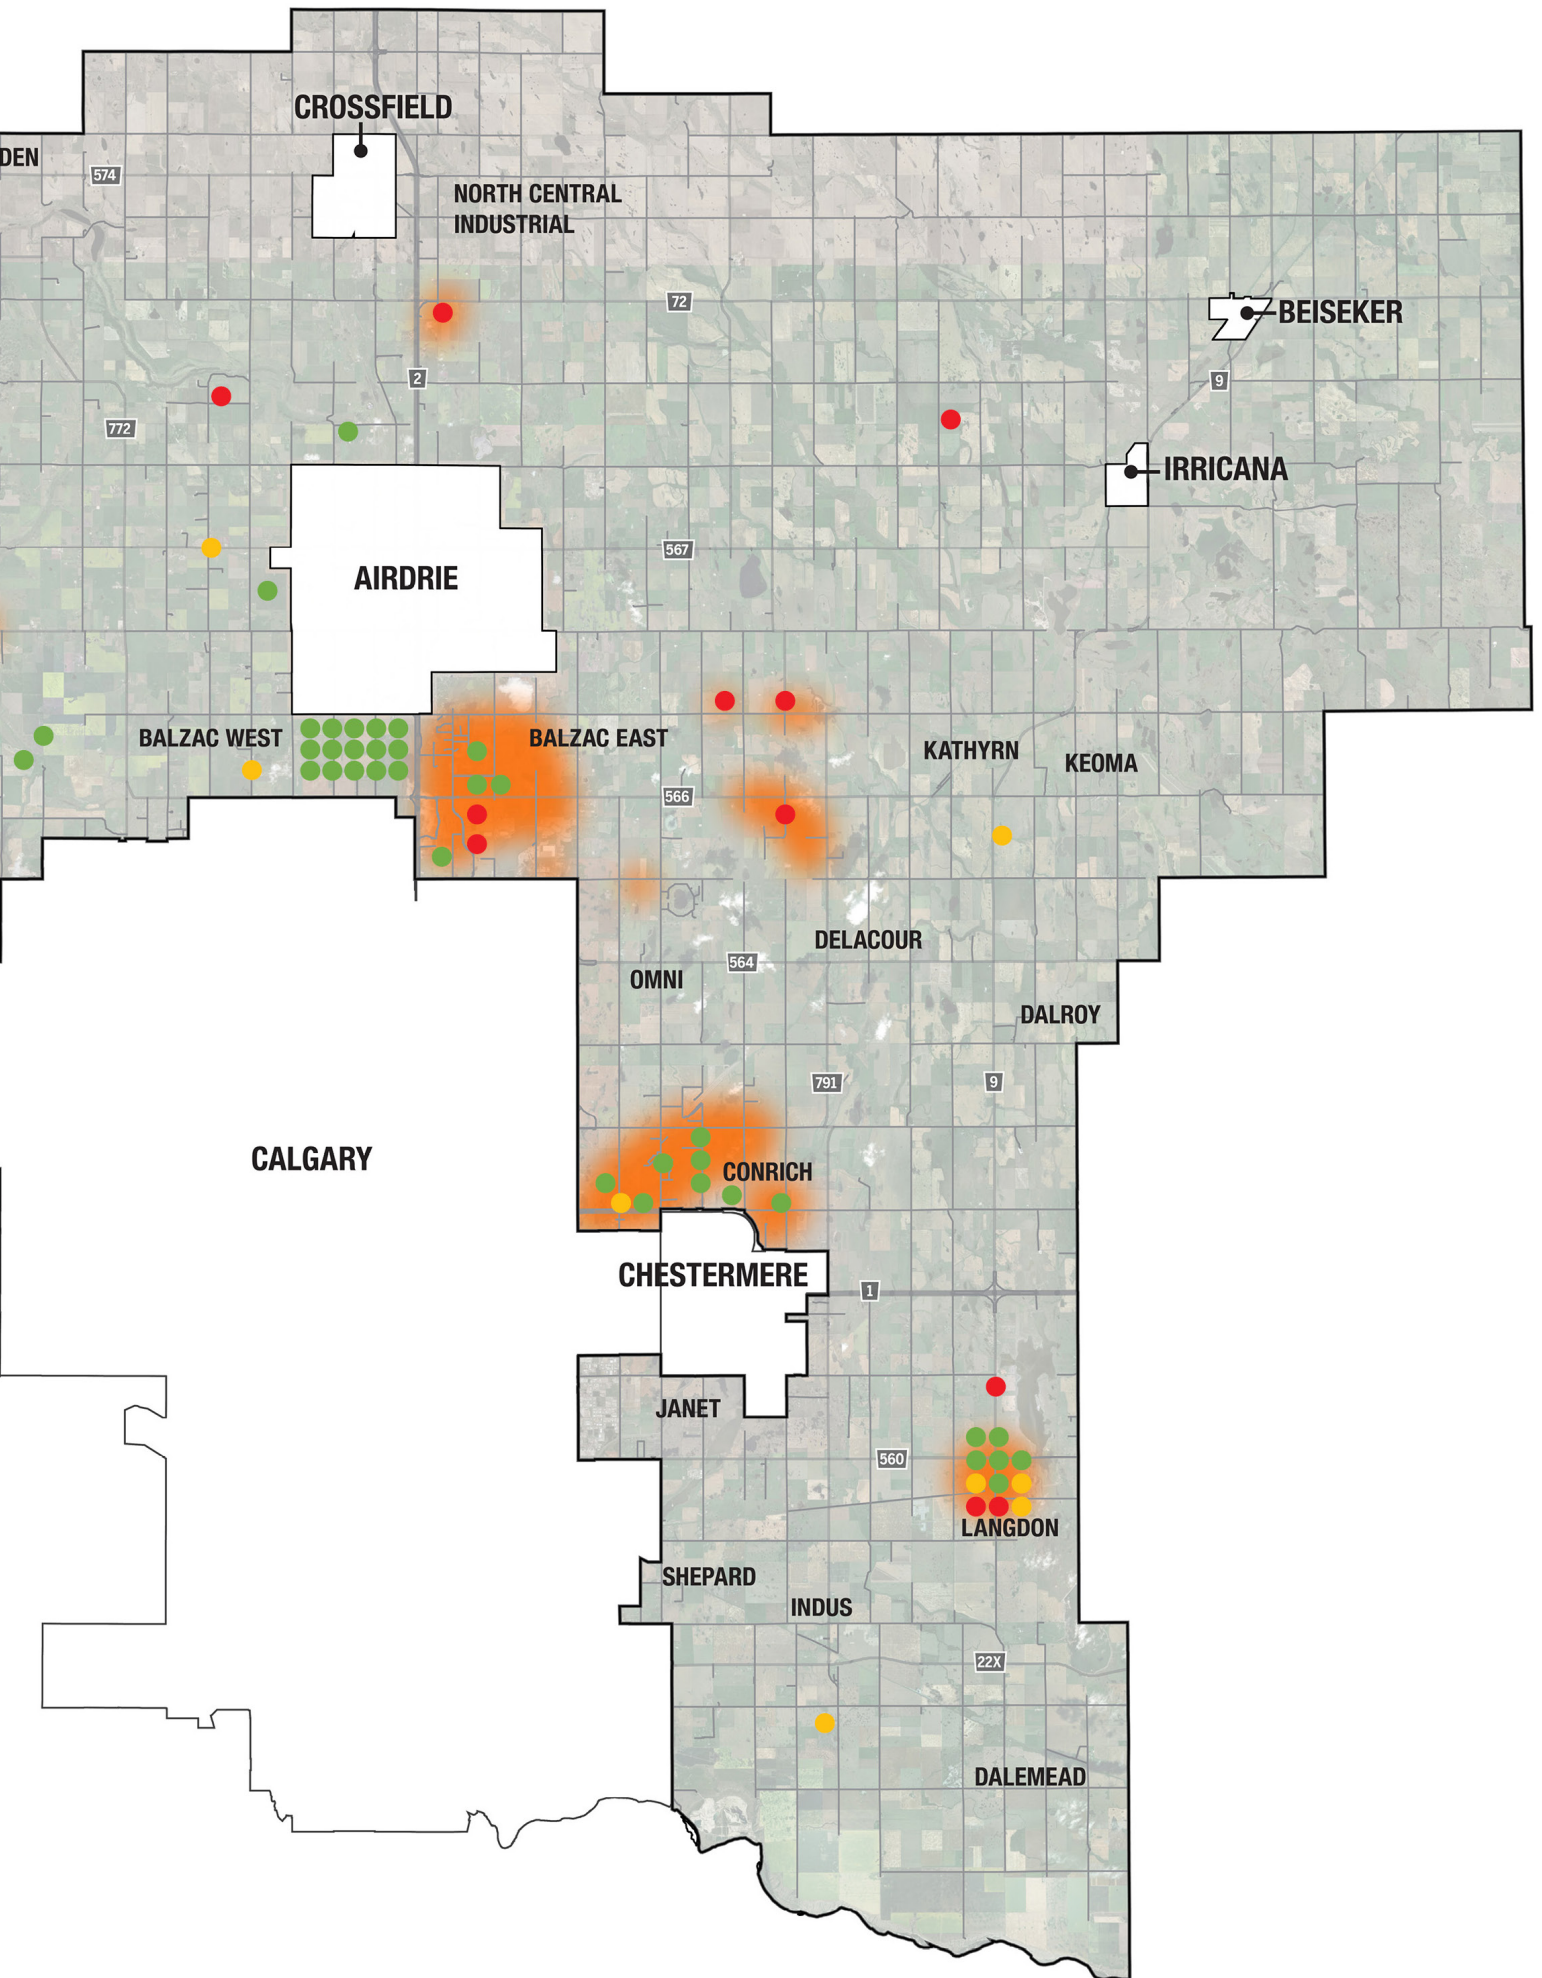 CROSSFIELD
DEN
574
NORTH CENTRAL
INDUSTRIAL
72
BEISEKER
2
9
772
IRRICANA
567
AIRDRIE
BALZAC WEST
BALZAC EAST
KATHYRN
KEOMA
566
DELACOUR
564
OMNI
DALROY
791
9
CALGARY
CONRICH
CHESTERMERE
1
JANET
560
LANGDON
SHEPARD
INDUS
22X
DALEMEAD